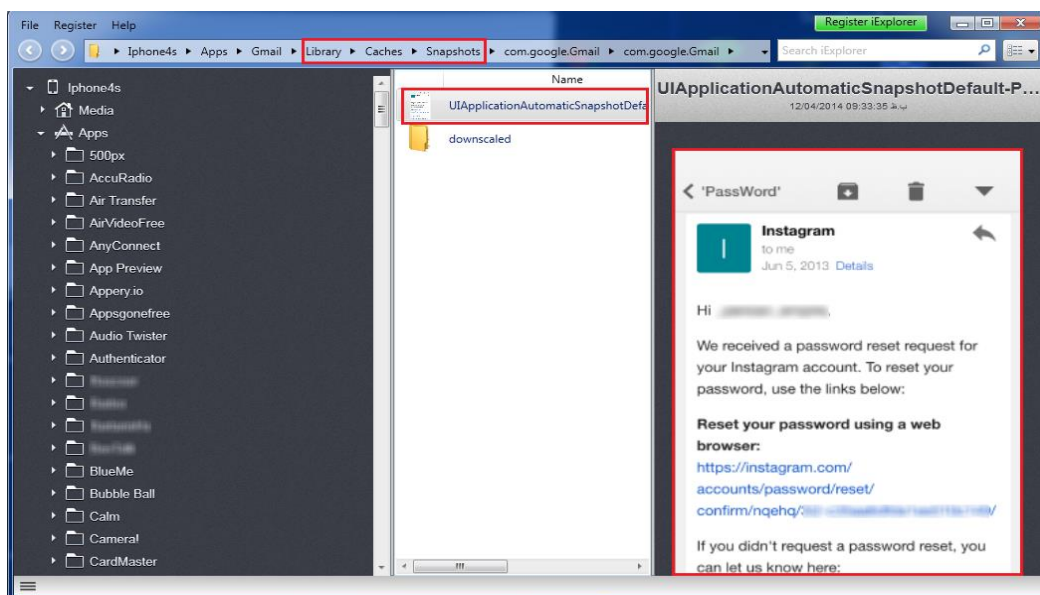 File Register Help
Register iExplorer
Iphone4s Apps Gmail Library Caches Snapshots com.google.Gmail com.google.Gmail
Search iExplorer
Iphone4s
Media
Apps
500px
AccuRadio
Air Transfer
AirVideoFree
AnyConnect
App Preview
Appery.io
Appsgonefree
Audio Twister
Authenticator
BlueMe
Bubble Ball
Calm
Camera!
CardMaster
Name
UIApplicationAutomaticSnapshotDefa
downscaled
UIApplicationAutomaticSnapshotDefault-P...
12/04/2014 09:33:35 ب.ظ
'PassWord'
I
Instagram
to me
Jun 5, 2013 Details
Hi
We received a password reset request for
your Instagram account. To reset your
password, use the links below:
Reset your password using a web
browser:
https://instagram.com/
accounts/password/reset/
confirm/nqehq/
If you didn't request a password reset, you
can let us know here: